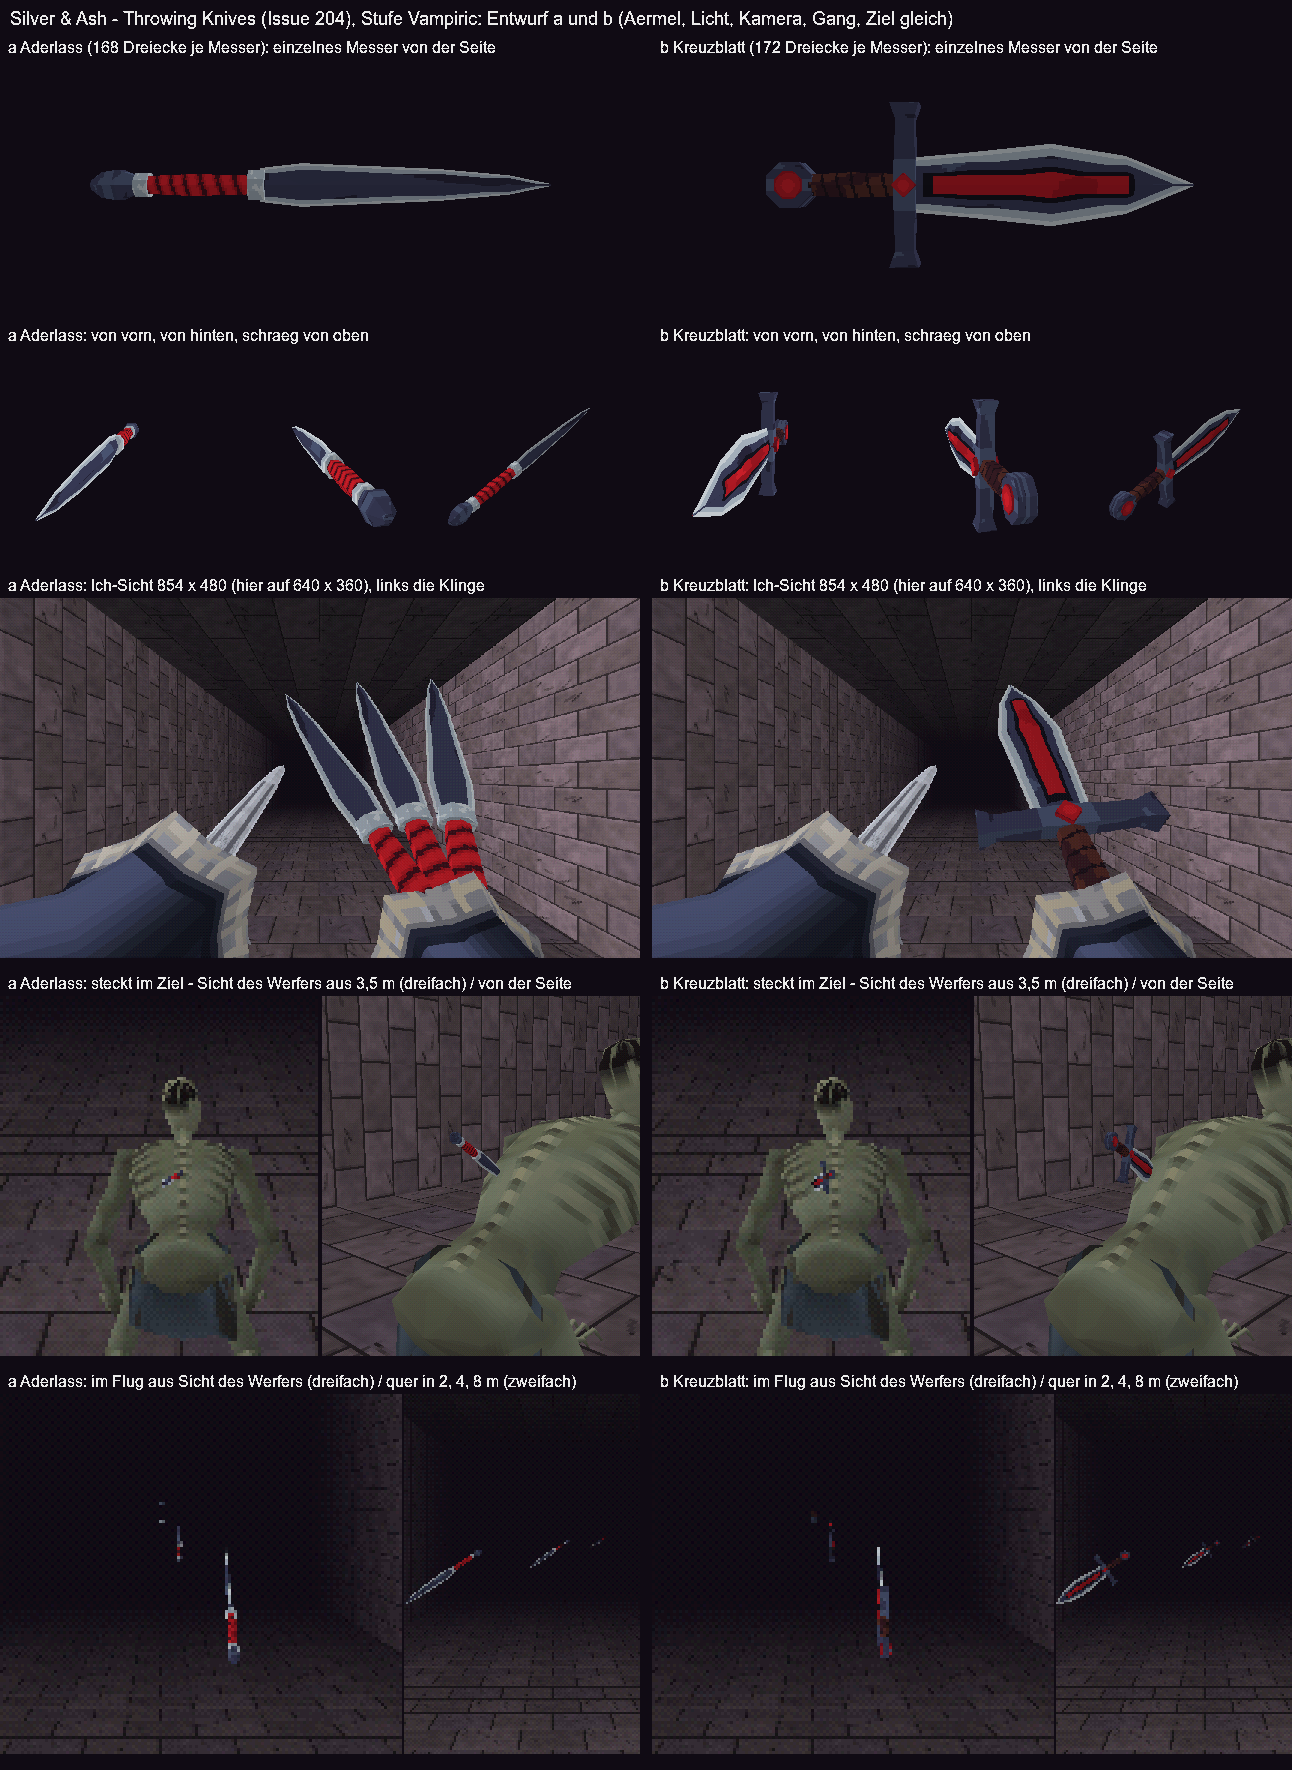 Silver & Ash - Throwing Knives (Issue 204), Stufe Vampiric: Entwurf a und b (Aermel, Licht, Kamera, Gang, Ziel gleich)
a Aderlass (168 Dreiecke je Messer): einzelnes Messer von der Seite
b Kreuzblatt (172 Dreiecke je Messer): einzelnes Messer von der Seite
a Aderlass: von vorn, von hinten, schraeg von oben
b Kreuzblatt: von vorn, von hinten, schraeg von oben
a Aderlass: Ich-Sicht 854 x 480 (hier auf 640 x 360), links die Klinge
b Kreuzblatt: Ich-Sicht 854 x 480 (hier auf 640 x 360), links die Klinge
a Aderlass: steckt im Ziel - Sicht des Werfers aus 3,5 m (dreifach) / von der Seite
b Kreuzblatt: steckt im Ziel - Sicht des Werfers aus 3,5 m (dreifach) / von der Seite
a Aderlass: im Flug aus Sicht des Werfers (dreifach) / quer in 2, 4, 8 m (zweifach)
b Kreuzblatt: im Flug aus Sicht des Werfers (dreifach) / quer in 2, 4, 8 m (zweifach)